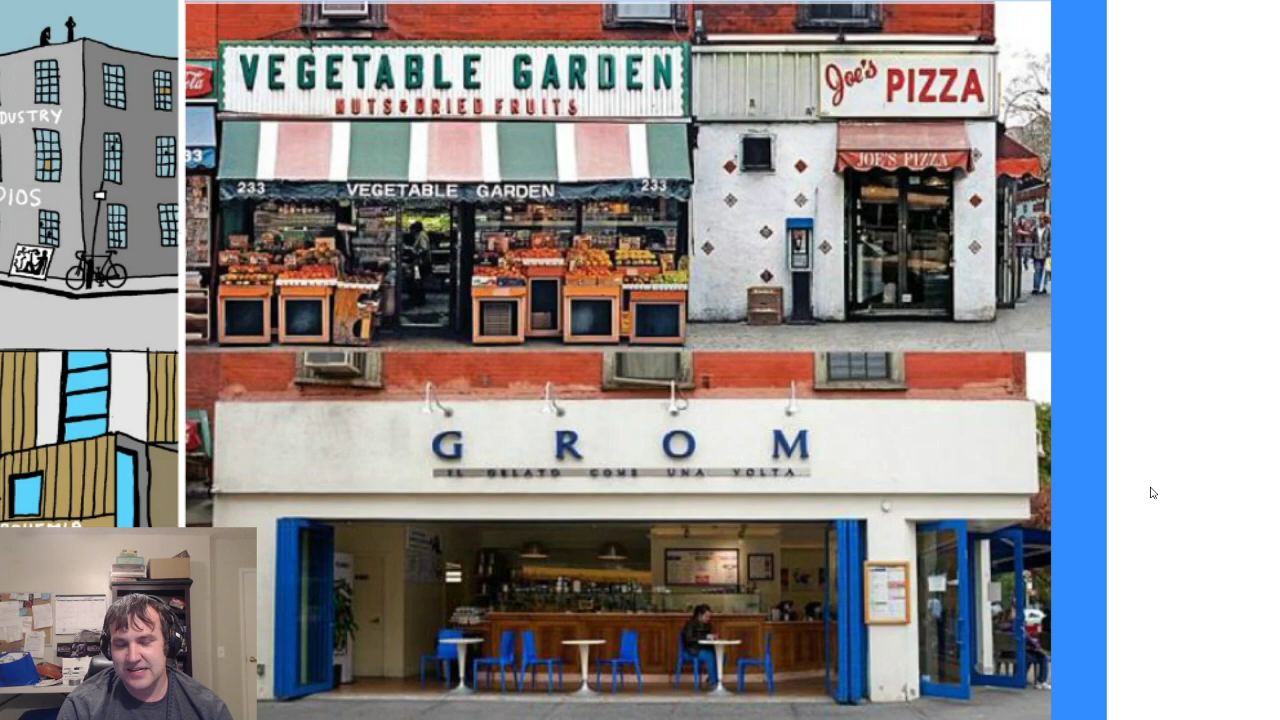 DUSTRY
DIOS
VEGETABLE GARDEN
NUTS & DRIED FRUITS
233 VEGETABLE GARDEN 233
Joe's PIZZA
JOE'S PIZZA
33
GROM
IL GELATO COME UNA VOLTA